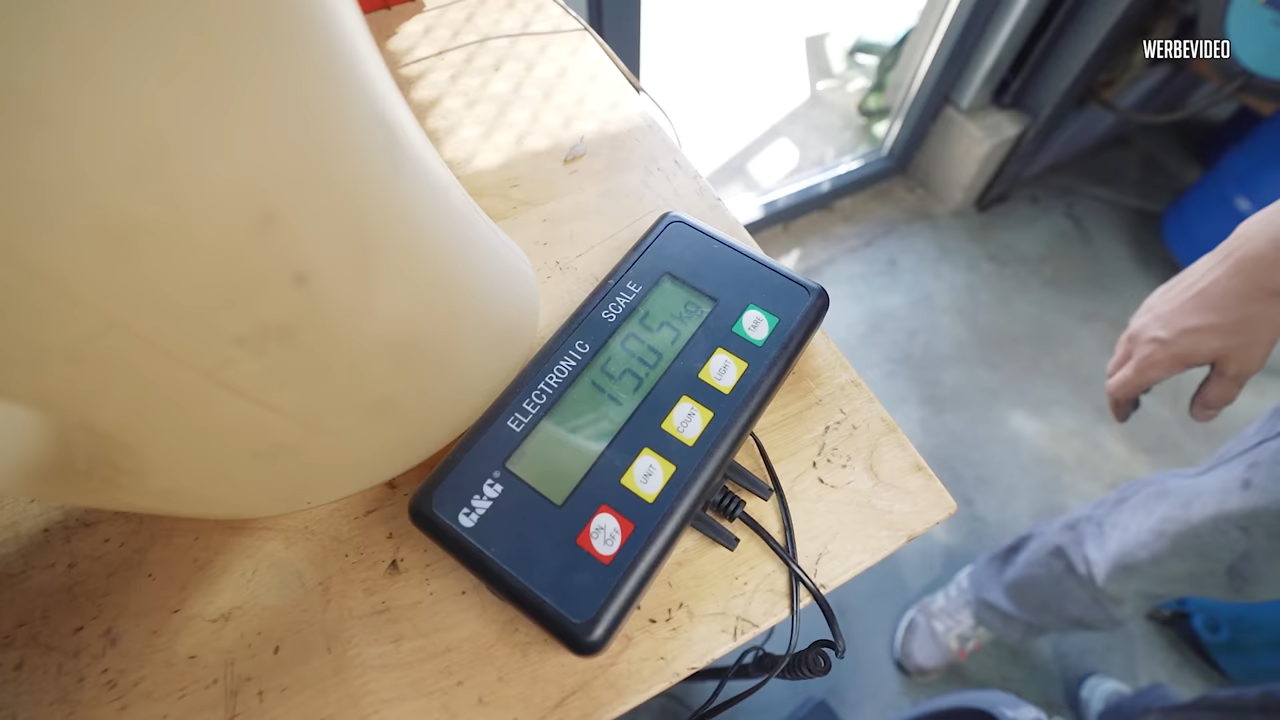 WERBEVIDEO
G&G®
ELECTRONIC SCALE
15.05 kg
ON/OFF
UNIT
COUNT
LIGHT
TARE